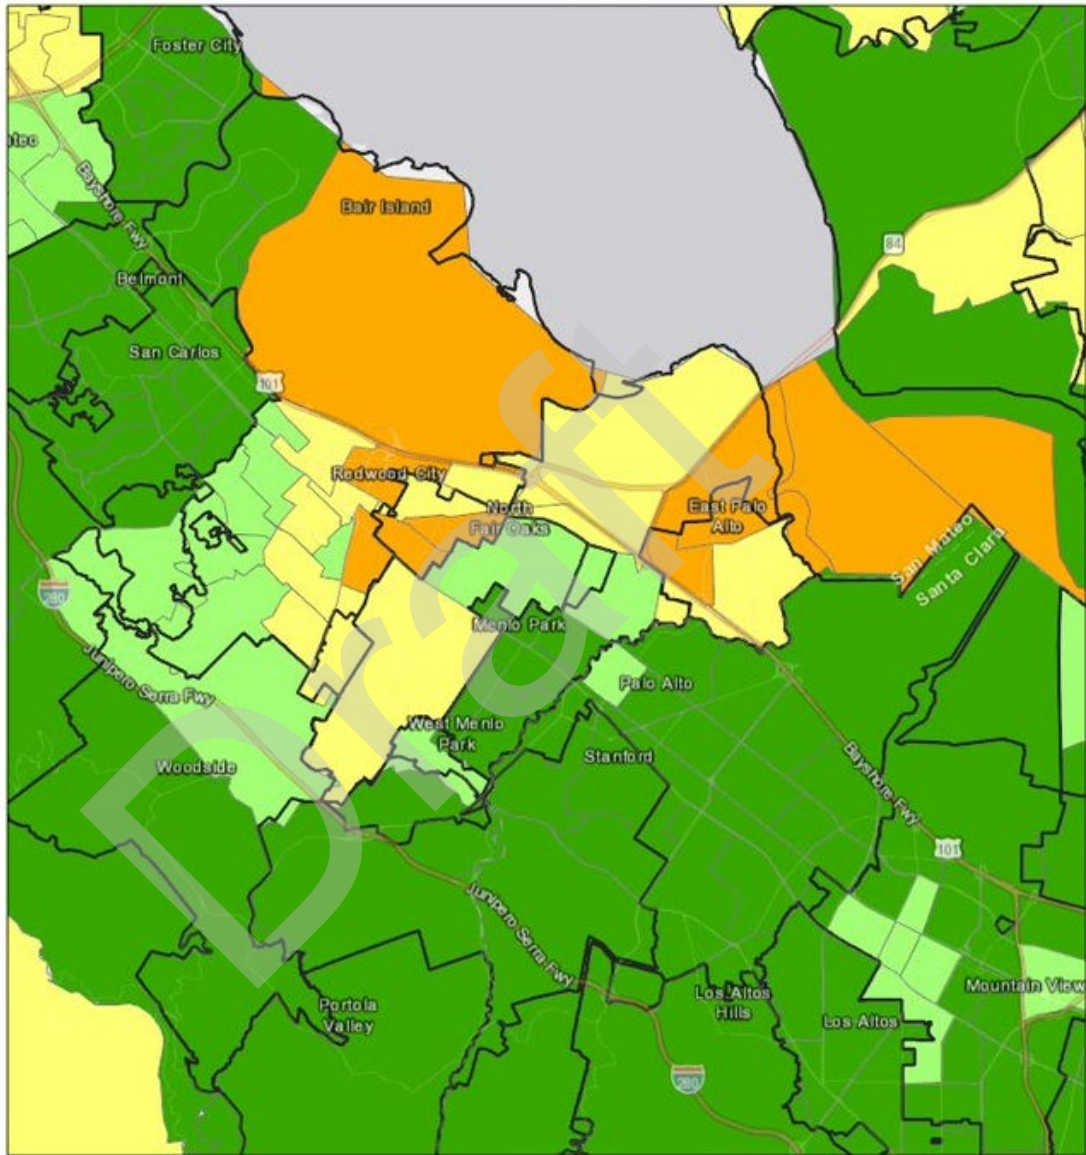 Foster City
ateo
Bair Island
Bayshore Fwy
84
Belmont
San Carlos
101
Redwood City
North
Fair Oaks
East Palo
Alto
San Mateo
Santa Clara
280
Menlo Park
Junipero Serra Fwy
Palo Alto
West Menlo
Park
Stanford
Woodside
Bayshore Fwy
101
Junipero Serra Fwy
Mountain View
Los Altos
Hills
Los Altos
Portola
Valley
280
Draft